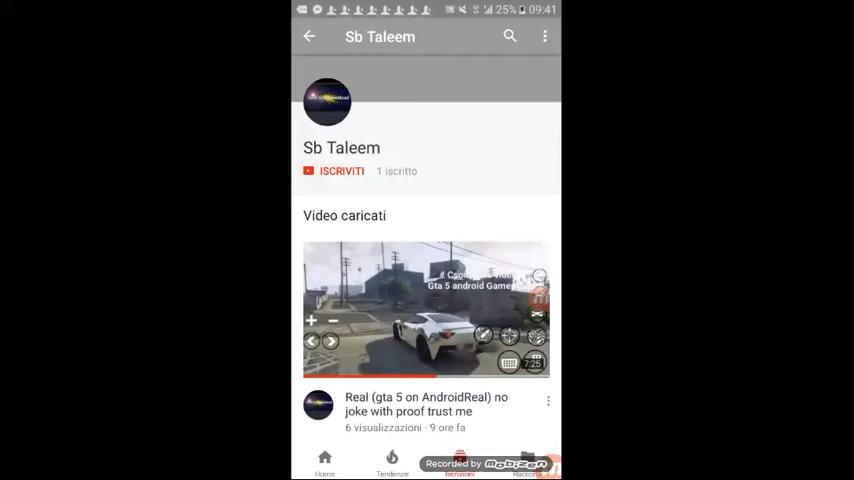 25% 09:41
Sb Taleem
Sb Taleem
ISCRIVITI 1 iscritto
Video caricati
# Csomp
Gta 5 android Game
7:25
Real (gta 5 on AndroidReal) no
joke with proof trust me
6 visualizzazioni · 9 ore fa
Recorded by mobizen
Home Tendenze Iscrizioni